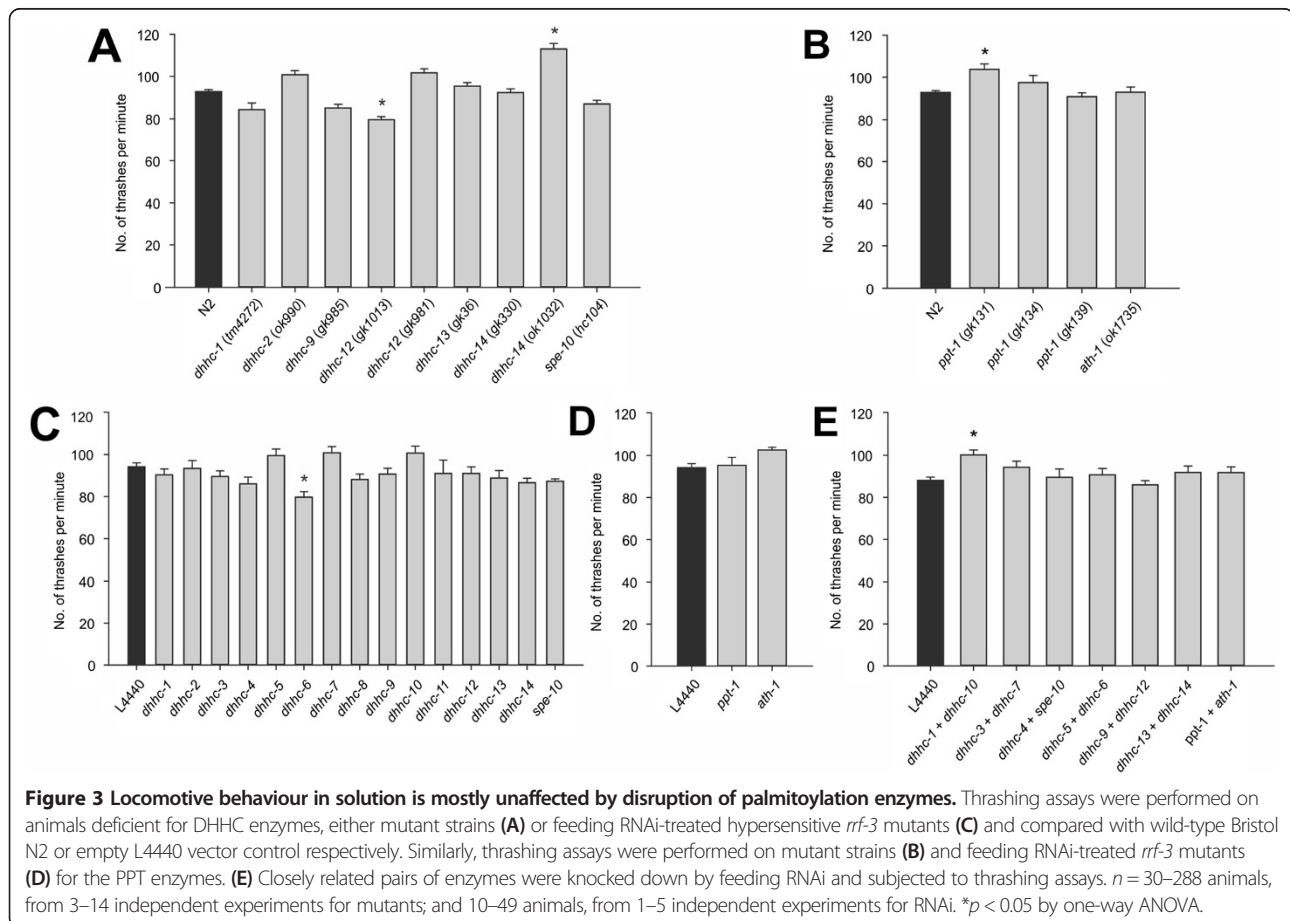 A
No. of thrashes per minute
120
100
80
60
40
20
0
*
*
N2
dhhc-1 (tm4272)
dhhc-2 (ok990)
dhhc-9 (gk985)
dhhc-12 (gk1013)
dhhc-12 (gk981)
dhhc-13 (gk36)
dhhc-14 (gk330)
dhhc-14 (ok1032)
spe-10 (hc104)
B
No. of thrashes per minute
120
100
80
60
40
20
0
*
N2
ppt-1 (gk131)
ppt-1 (gk134)
ppt-1 (gk139)
ath-1 (ok1735)
C
No. of thrashes per minute
120
100
80
60
40
20
0
*
L4440
dhhc-1
dhhc-2
dhhc-3
dhhc-4
dhhc-5
dhhc-6
dhhc-7
dhhc-8
dhhc-9
dhhc-10
dhhc-11
dhhc-12
dhhc-13
dhhc-14
spe-10
D
No. of thrashes per minute
120
100
80
60
40
20
0
L4440
ppt-1
ath-1
E
No. of thrashes per minute
120
100
80
60
40
20
0
*
L4440
dhhc-1 + dhhc-10
dhhc-3 + dhhc-7
dhhc-4 + spe-10
dhhc-5 + dhhc-6
dhhc-9 + dhhc-12
dhhc-13 + dhhc-14
ppt-1 + ath-1
Figure 3 Locomotive behaviour in solution is mostly unaffected by disruption of palmitoylation enzymes. Thrashing assays were performed on
animals deficient for DHHC enzymes, either mutant strains (A) or feeding RNAi-treated hypersensitive rrf-3 mutants (C) and compared with wild-type Bristol
N2 or empty L4440 vector control respectively. Similarly, thrashing assays were performed on mutant strains (B) and feeding RNAi-treated rrf-3 mutants
(D) for the PPT enzymes. (E) Closely related pairs of enzymes were knocked down by feeding RNAi and subjected to thrashing assays. n = 30–288 animals,
from 3–14 independent experiments for mutants; and 10–49 animals, from 1–5 independent experiments for RNAi. *p < 0.05 by one-way ANOVA.